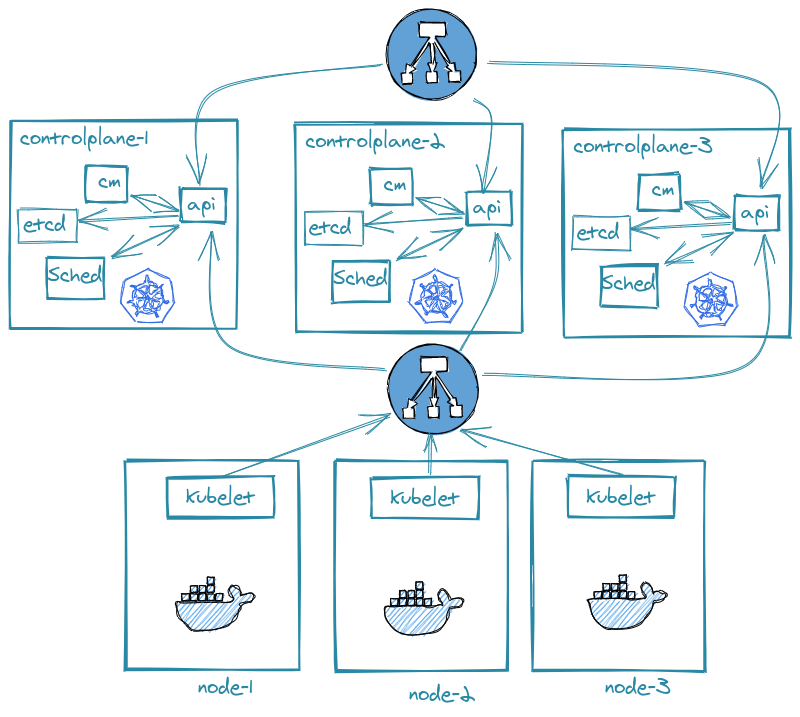 controlplane-1
cm
api
etcd
Sched
controlplane-2
cm
api
etcd
Sched
controlplane-3
cm
api
etcd
Sched
Kubelet
Kubelet
Kubelet
node-1
node-2
node-3